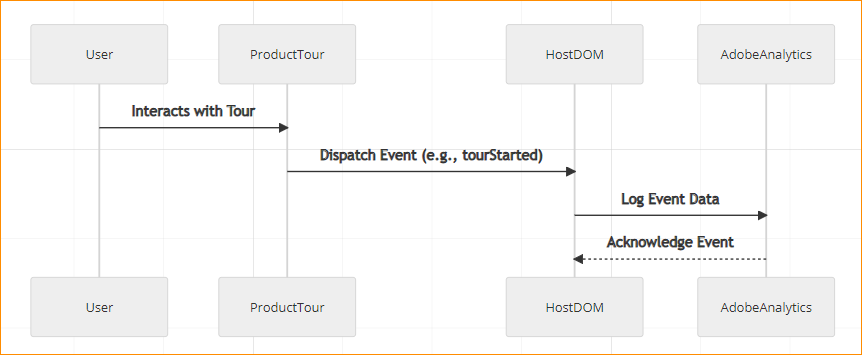 User
ProductTour
HostDOM
AdobeAnalytics
Interacts with Tour
Dispatch Event (e.g., tourStarted)
Log Event Data
Acknowledge Event
User
ProductTour
HostDOM
AdobeAnalytics